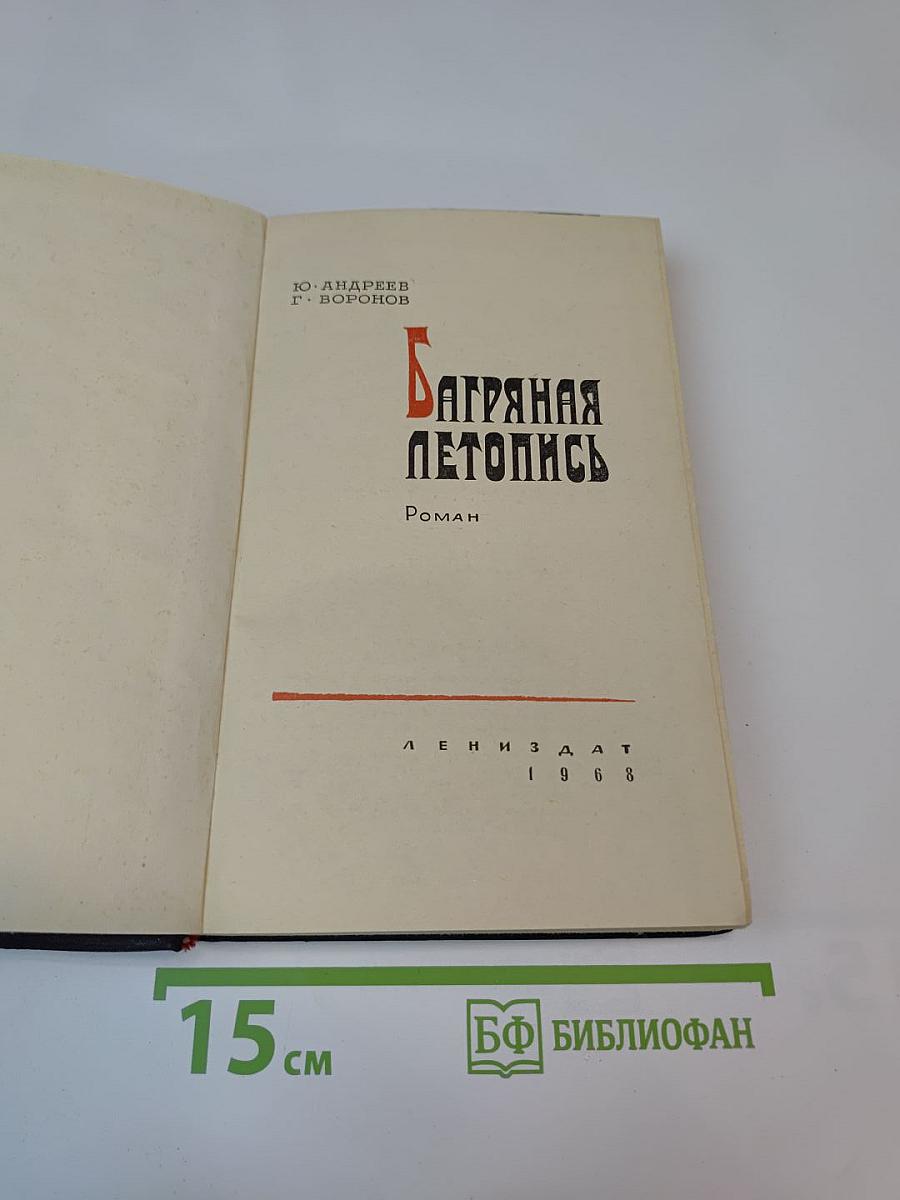 Ю. АНДРЕЕВ
Г. ВОРОНОВ
БАГРЯНАЯ
ЛЕТОПИСЬ
РОМАН
ЛЕНИЗДАТ
1968
15 см
БФ БИБЛИОФАН